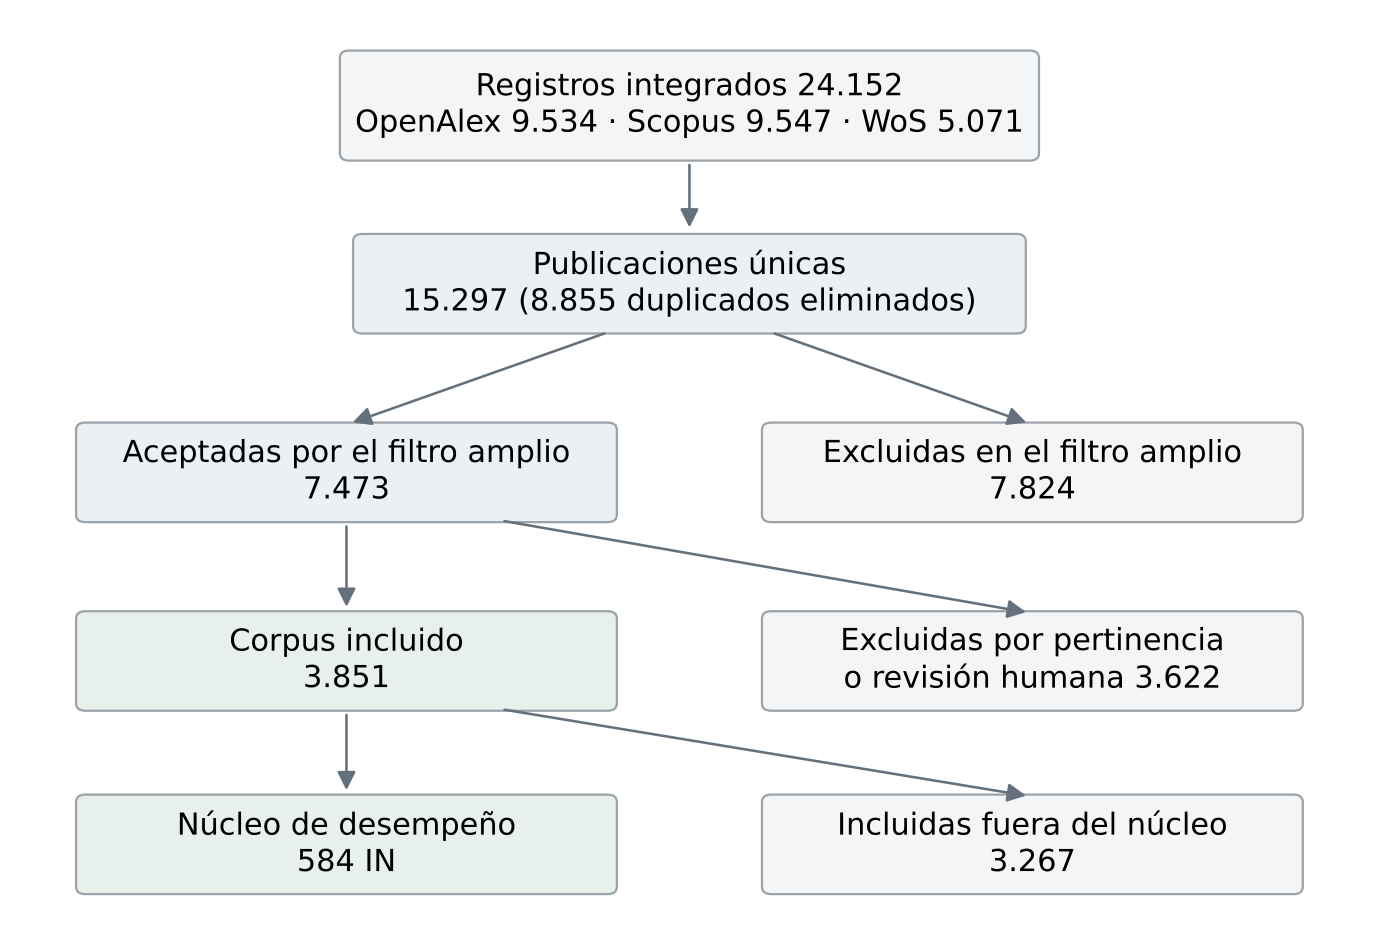 Registros integrados 24.152
OpenAlex 9.534 · Scopus 9.547 · WoS 5.071
Publicaciones únicas
15.297 (8.855 duplicados eliminados)
Aceptadas por el filtro amplio
7.473
Excluidas en el filtro amplio
7.824
Corpus incluido
3.851
Excluidas por pertinencia
o revisión humana 3.622
Núcleo de desempeño
584 IN
Incluidas fuera del núcleo
3.267